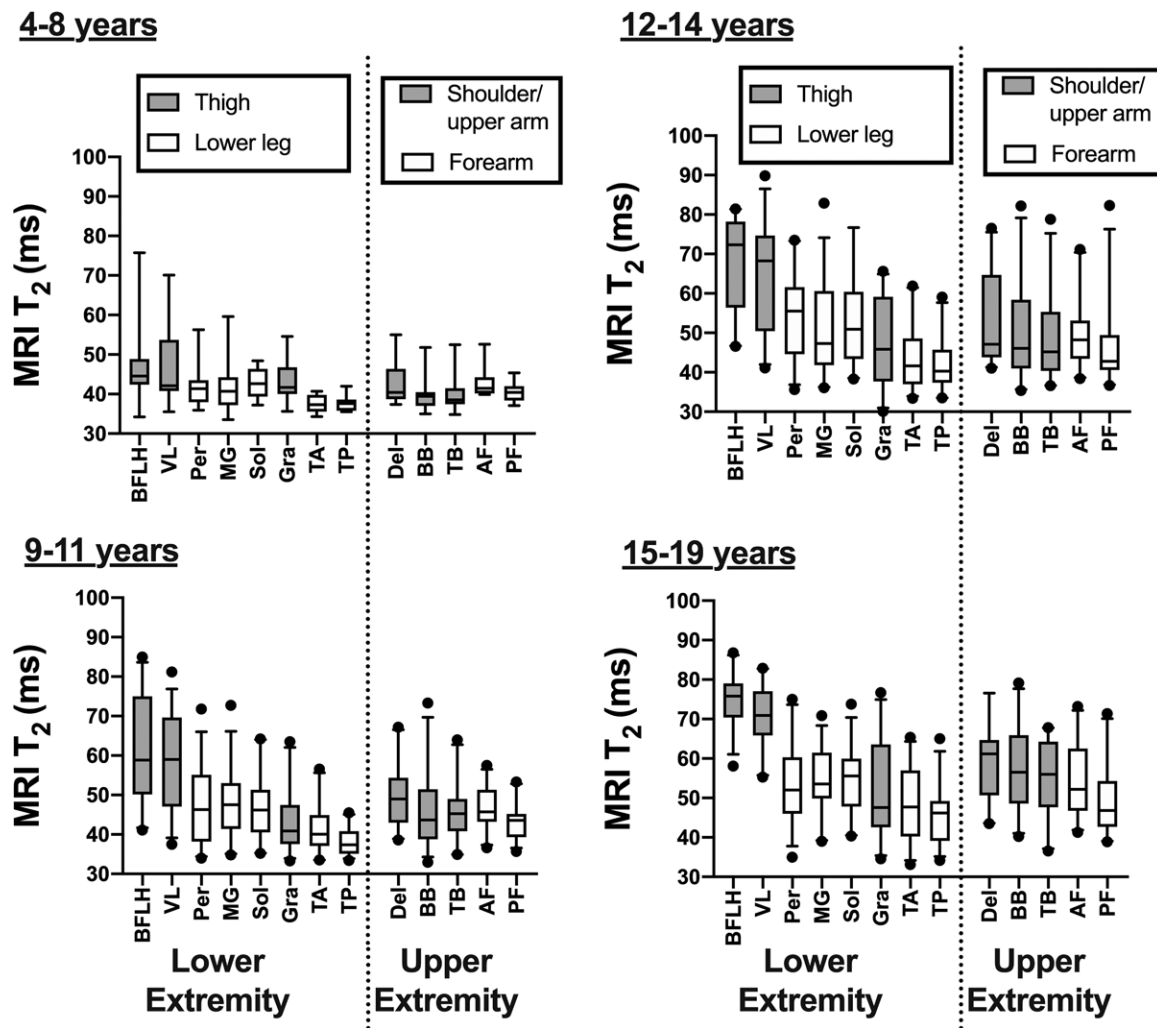 4-8 years
Thigh
Lower leg
Shoulder/
upper arm
Forearm
MRI T2 (ms)
100
90
80
70
60
50
40
30
BFLH
VL
Per
MG
Sol
Gra
TA
TP
Del
BB
TB
AF
PF
12-14 years
Thigh
Lower leg
Shoulder/
upper arm
Forearm
MRI T2 (ms)
100
90
80
70
60
50
40
30
BFLH
VL
Per
MG
Sol
Gra
TA
TP
Del
BB
TB
AF
PF
9-11 years
MRI T2 (ms)
100
90
80
70
60
50
40
30
BFLH
VL
Per
MG
Sol
Gra
TA
TP
Del
BB
TB
AF
PF
Lower
Extremity
Upper
Extremity
15-19 years
MRI T2 (ms)
100
90
80
70
60
50
40
30
BFLH
VL
Per
MG
Sol
Gra
TA
TP
Del
BB
TB
AF
PF
Lower
Extremity
Upper
Extremity